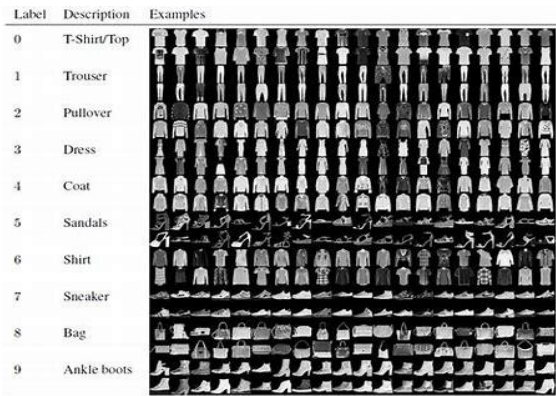 Label Description Examples
0 T-Shirt/Top
1 Trouser
2 Pullover
3 Dress
4 Coat
5 Sandals
6 Shirt
7 Sneaker
8 Bag
9 Ankle boots